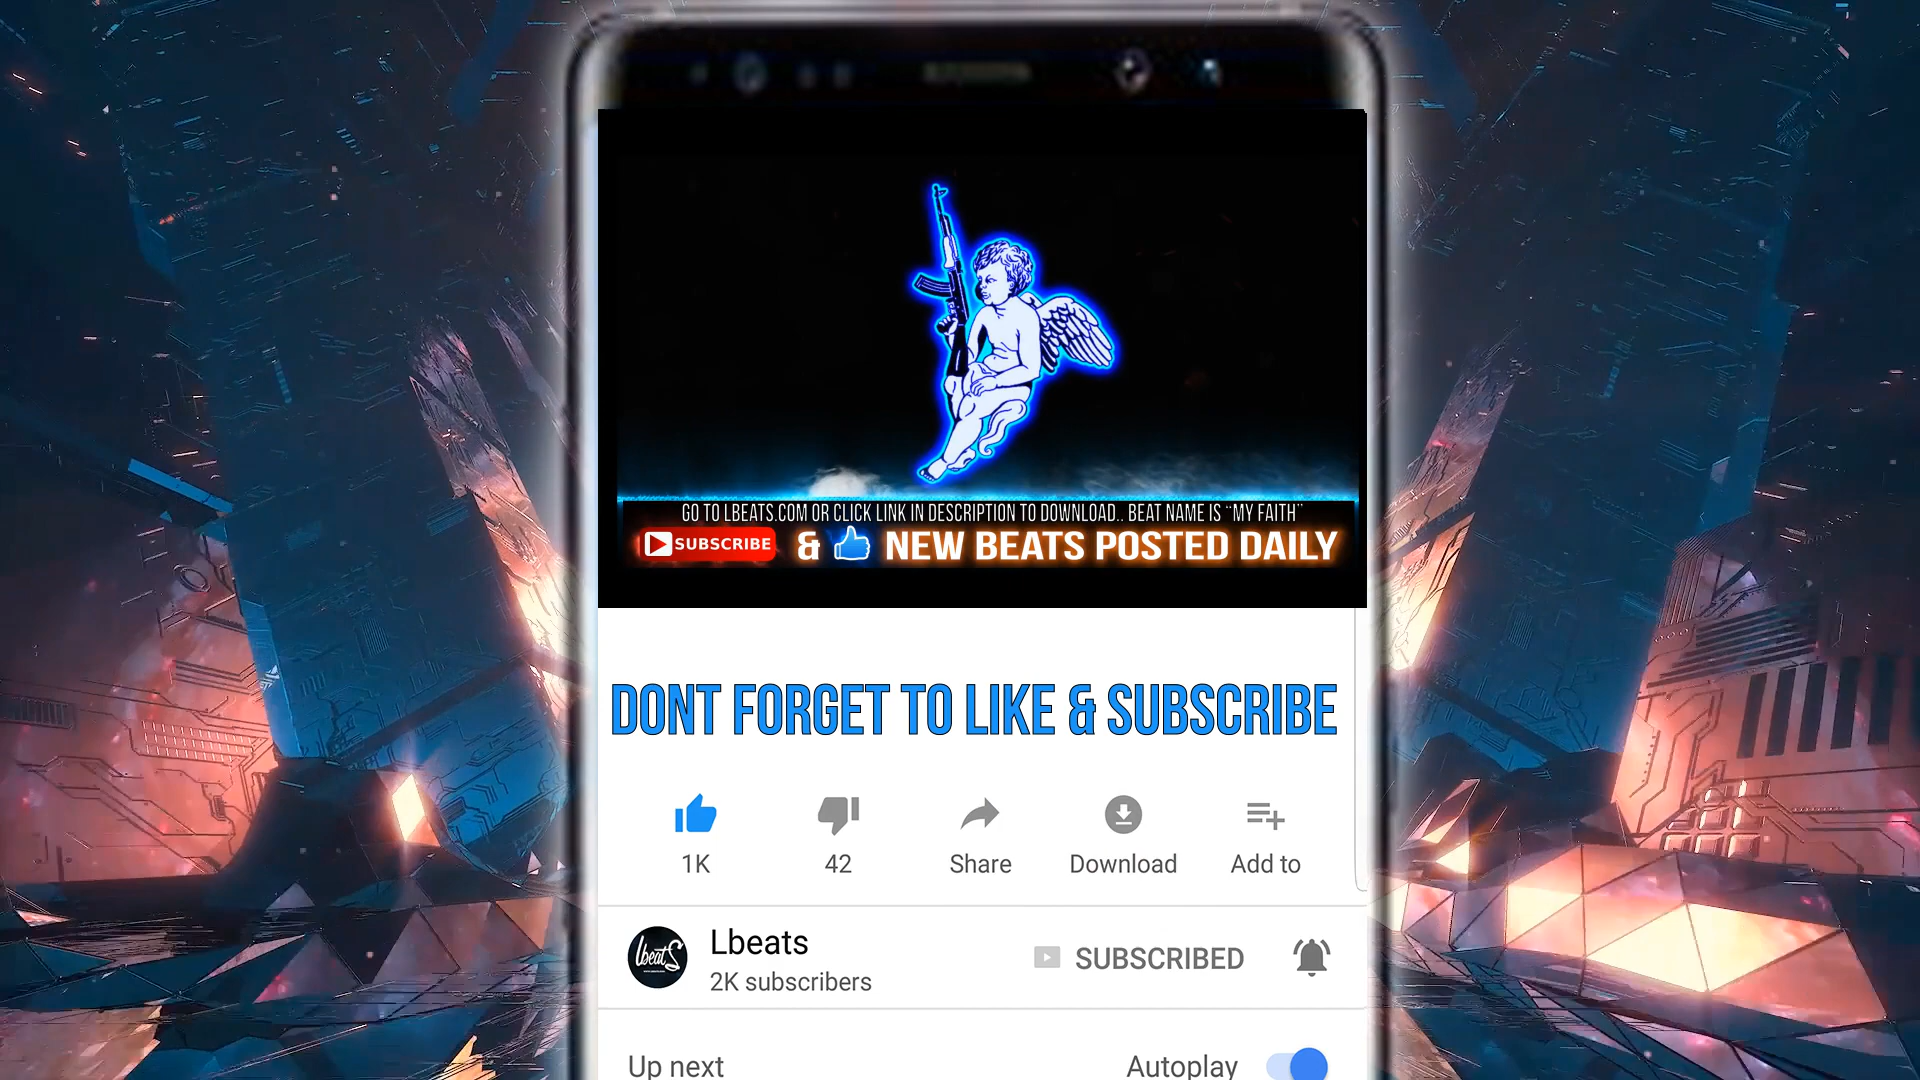 GO TO LBEATS.COM OR CLICK LINK IN DESCRIPTION TO DOWNLOAD.. BEAT NAME IS "MY FAITH"
SUBSCRIBE & NEW BEATS POSTED DAILY
DONT FORGET TO LIKE & SUBSCRIBE
1K 42 Share Download Add to
lbeatS
Lbeats
2K subscribers
SUBSCRIBED
Up next Autoplay